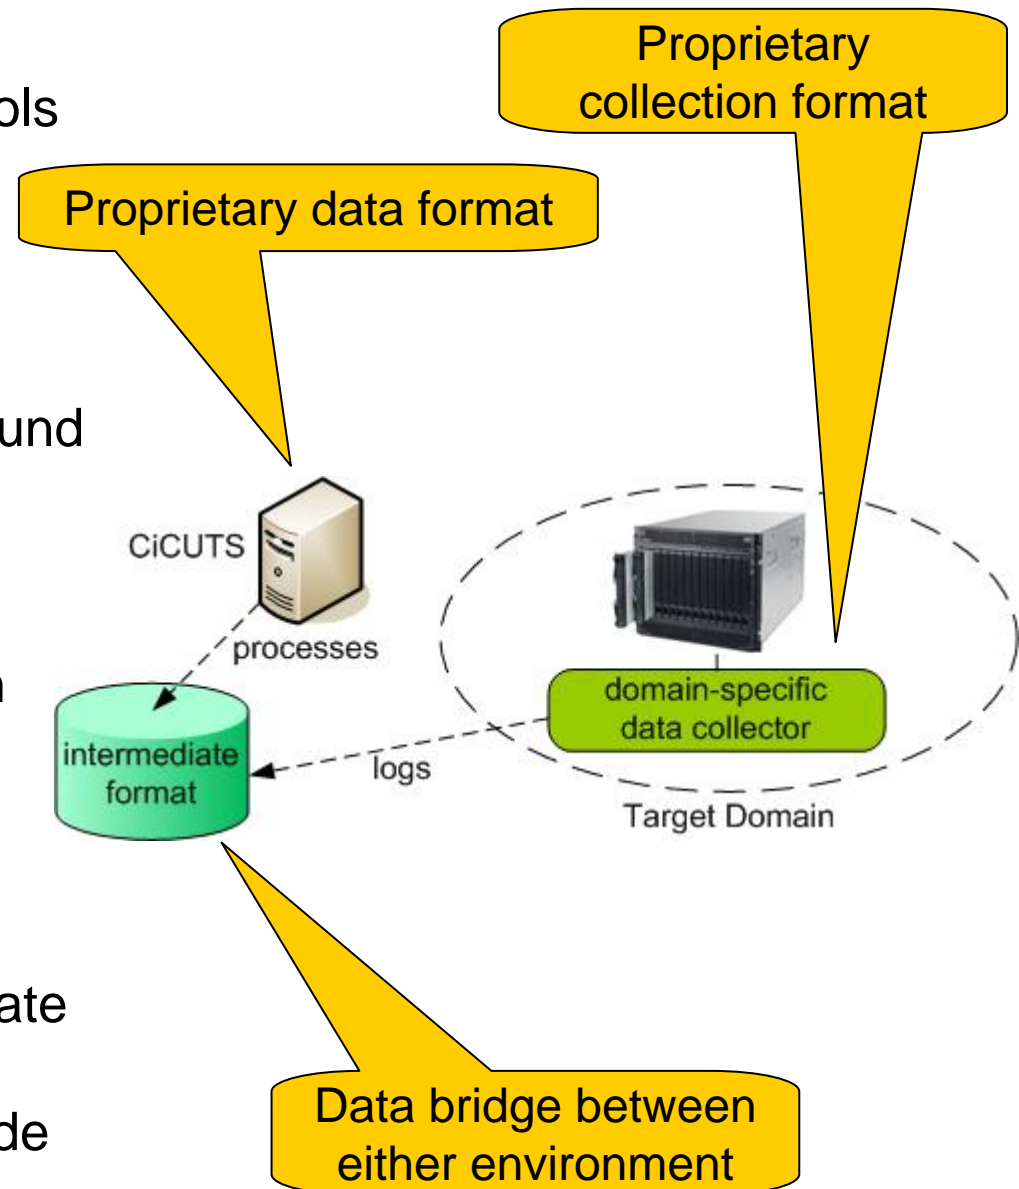 Proprietary
collection format
ols
Proprietary data format
und
CiCUTS
processes
n
domain-specific
data collector
intermediate
format
logs
Target Domain
ate
Data bridge between
de
either environment